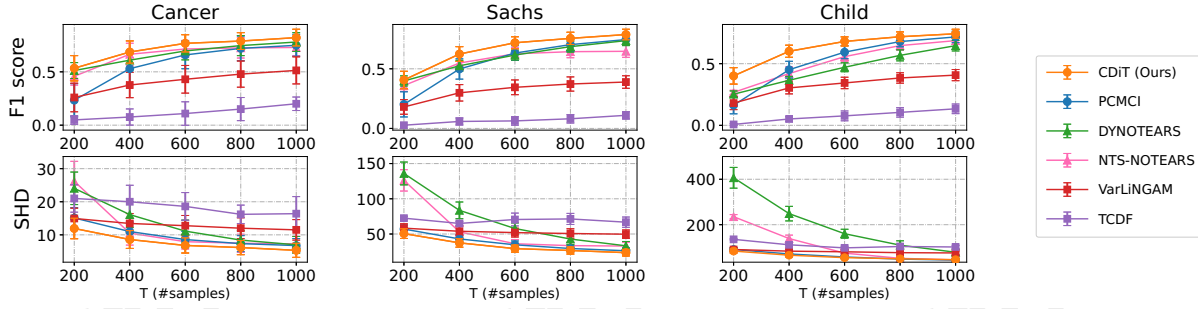 Cancer
Sachs
Child
F1 score
0.5
0.0
200 400 600 800 1000
0.5
0.0
200 400 600 800 1000
0.5
0.0
200 400 600 800 1000
SHD
30
20
10
200 400 600 800 1000
T (#samples)
150
100
50
200 400 600 800 1000
T (#samples)
400
200
200 400 600 800 1000
T (#samples)
CDiT (Ours)
PCMCI
DYNOTEARS
NTS-NOTEARS
VarLiNGAM
TCDF